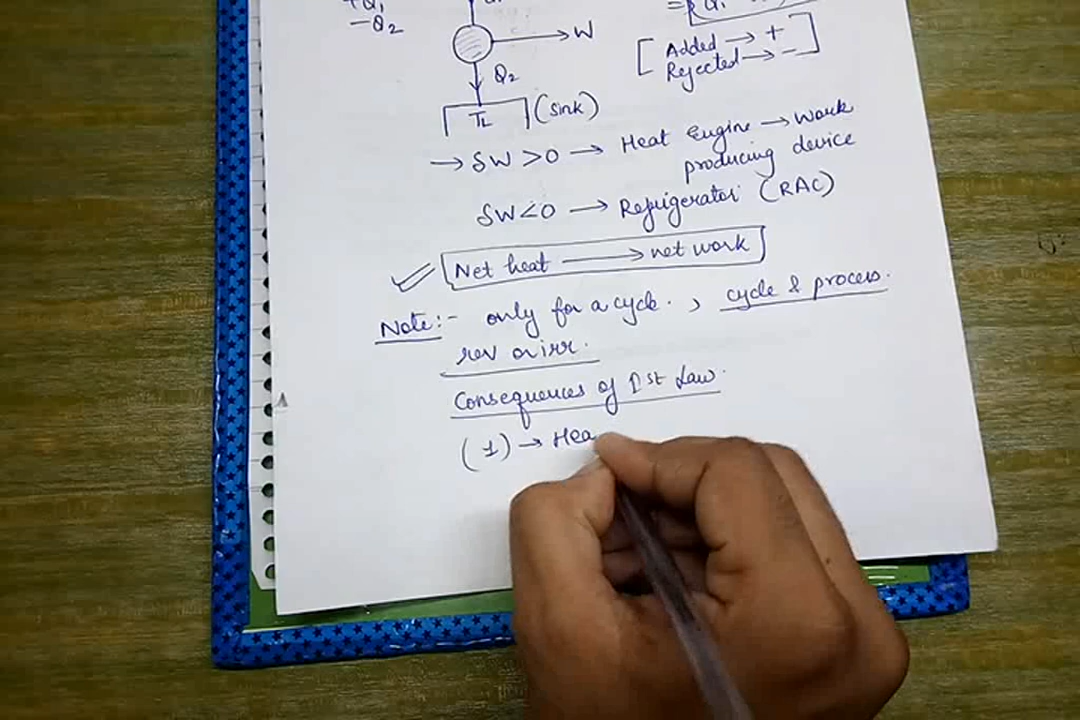 +Q1
-Q2
W
Q2
TL (Sink)
[Added → +
Rejected → -]
→ δW >0 → Heat Engine → Work
producing device
δW<0 → Refrigerator (RAC)
Net heat → net work
Note:- only for a cycle. , cycle & process.
rev or irr.
Consequences of 1st Law.
(1) → Hea